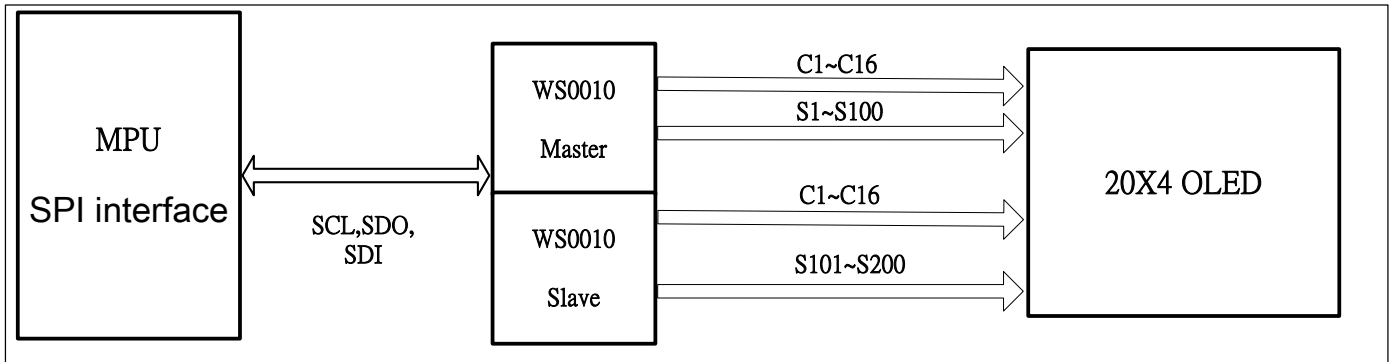 MPU
SPI interface
SCL,SDO,
SDI
WS0010
Master
WS0010
Slave
C1~C16
S1~S100
C1~C16
S101~S200
20X4 OLED